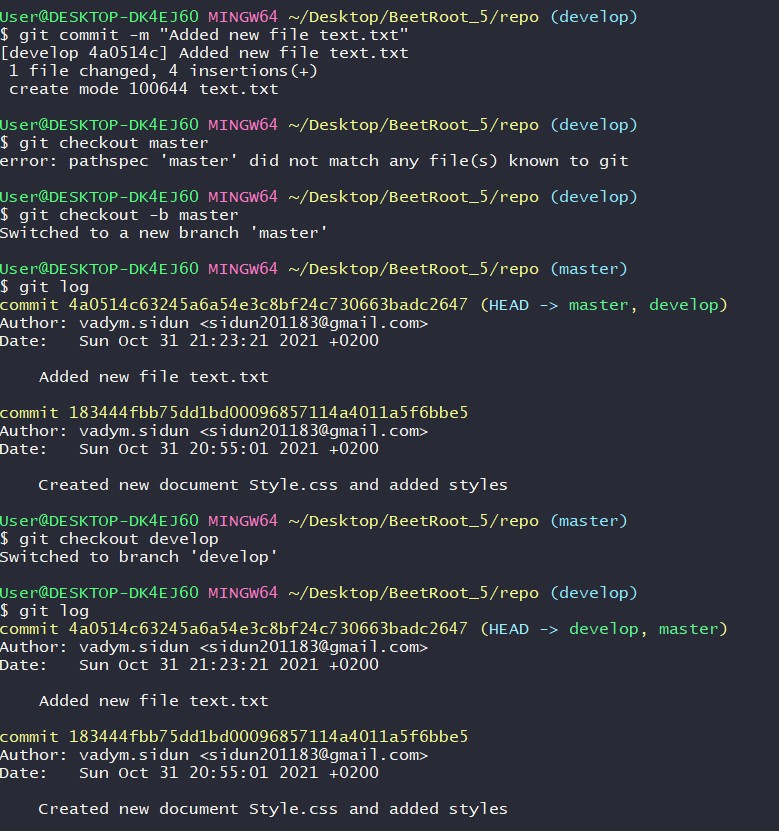 User@DESKTOP-DK4EJ60 MINGW64 ~/Desktop/BeetRoot_5/repo (develop)
$ git commit -m "Added new file text.txt"
[develop 4a0514c] Added new file text.txt
 1 file changed, 4 insertions(+)
 create mode 100644 text.txt

User@DESKTOP-DK4EJ60 MINGW64 ~/Desktop/BeetRoot_5/repo (develop)
$ git checkout master
error: pathspec 'master' did not match any file(s) known to git

User@DESKTOP-DK4EJ60 MINGW64 ~/Desktop/BeetRoot_5/repo (develop)
$ git checkout -b master
Switched to a new branch 'master'

User@DESKTOP-DK4EJ60 MINGW64 ~/Desktop/BeetRoot_5/repo (master)
$ git log
commit 4a0514c63245a6a54e3c8bf24c730663badc2647 (HEAD -> master, develop)
Author: vadym.sidun <sidun201183@gmail.com>
Date:   Sun Oct 31 21:23:21 2021 +0200

    Added new file text.txt

commit 183444fbb75dd1bd00096857114a4011a5f6bbe5
Author: vadym.sidun <sidun201183@gmail.com>
Date:   Sun Oct 31 20:55:01 2021 +0200

    Created new document Style.css and added styles

User@DESKTOP-DK4EJ60 MINGW64 ~/Desktop/BeetRoot_5/repo (master)
$ git checkout develop
Switched to branch 'develop'

User@DESKTOP-DK4EJ60 MINGW64 ~/Desktop/BeetRoot_5/repo (develop)
$ git log
commit 4a0514c63245a6a54e3c8bf24c730663badc2647 (HEAD -> develop, master)
Author: vadym.sidun <sidun201183@gmail.com>
Date:   Sun Oct 31 21:23:21 2021 +0200

    Added new file text.txt

commit 183444fbb75dd1bd00096857114a4011a5f6bbe5
Author: vadym.sidun <sidun201183@gmail.com>
Date:   Sun Oct 31 20:55:01 2021 +0200

    Created new document Style.css and added styles